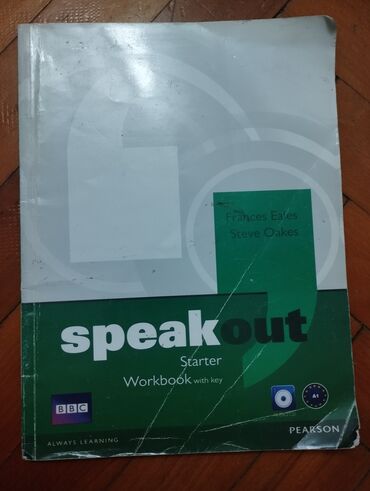 Frances Eales
Steve Oakes
speakout
Starter
Workbook with key
BBC
A1
ALWAYS LEARNING
PEARSON